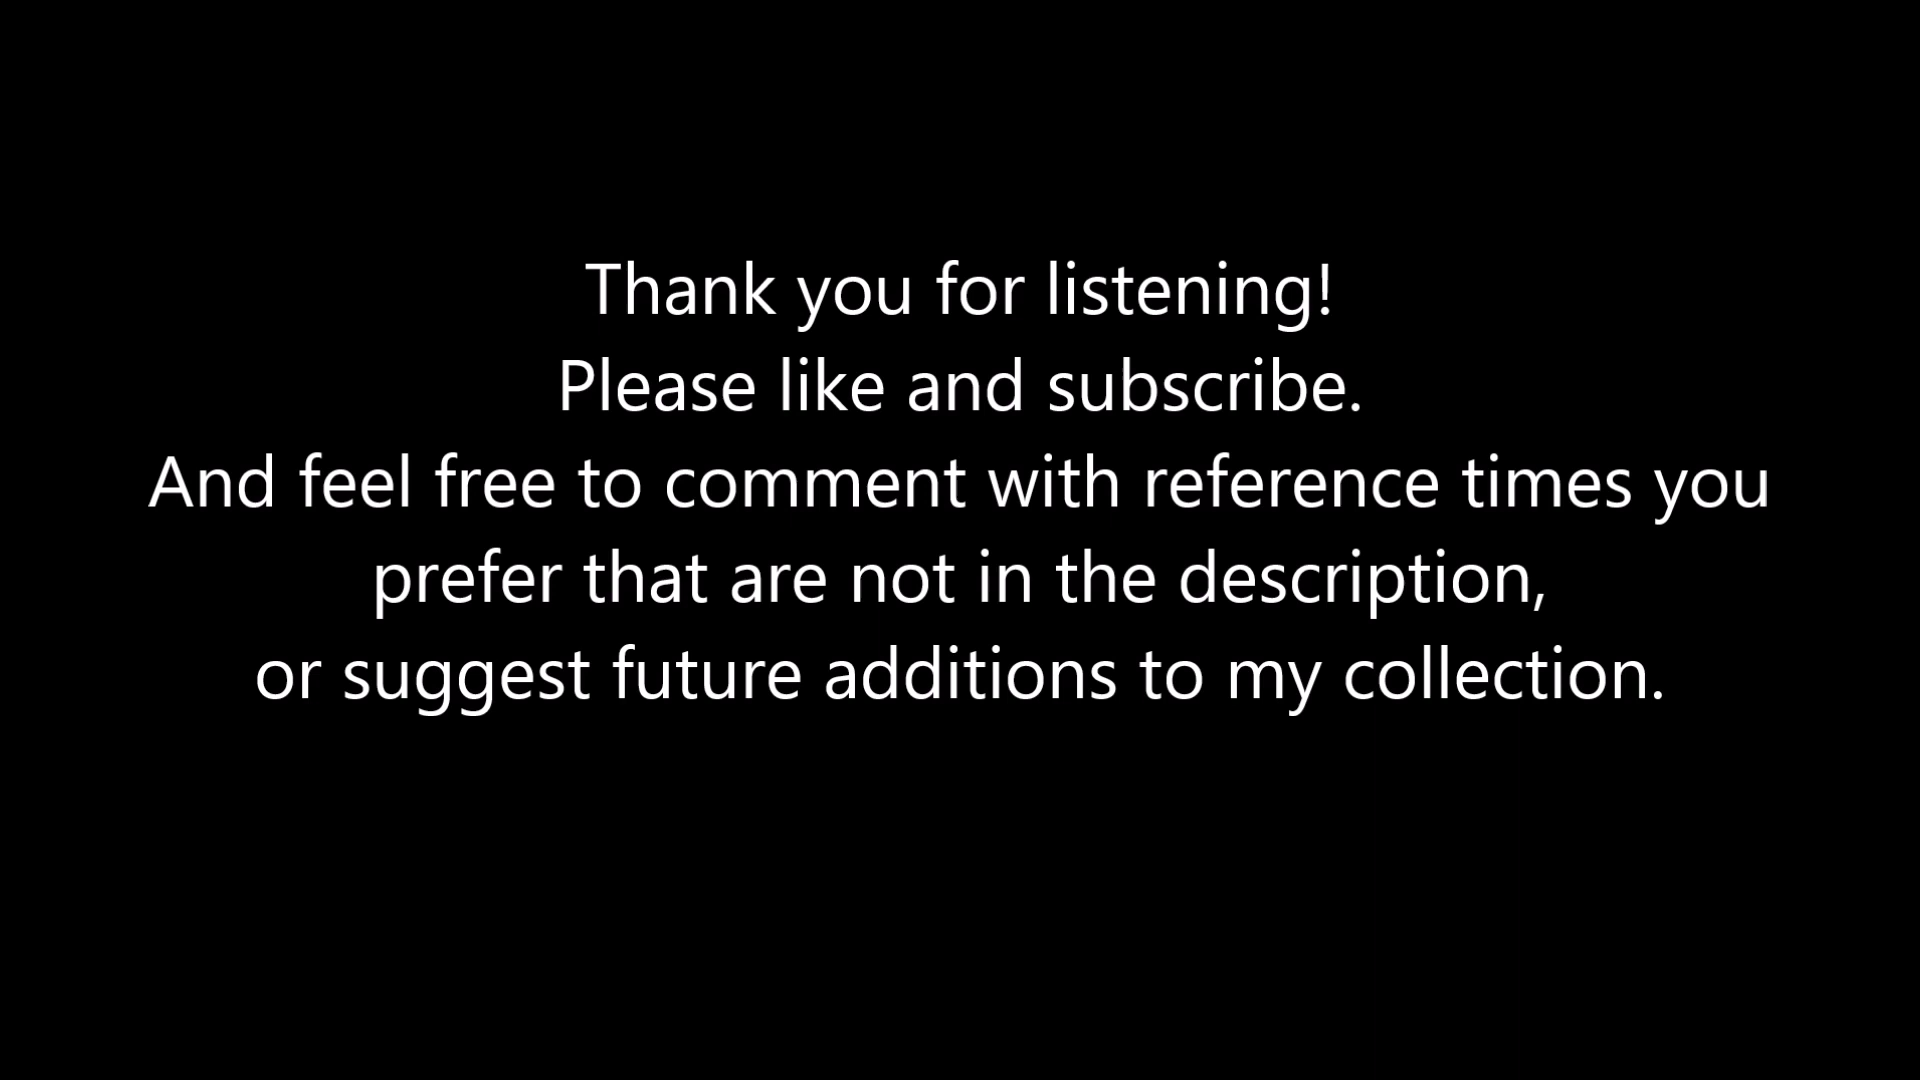 Thank you for listening!
Please like and subscribe.
And feel free to comment with reference times you
prefer that are not in the description,
or suggest future additions to my collection.